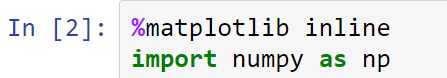 In [2]: %matplotlib inline
import numpy as np